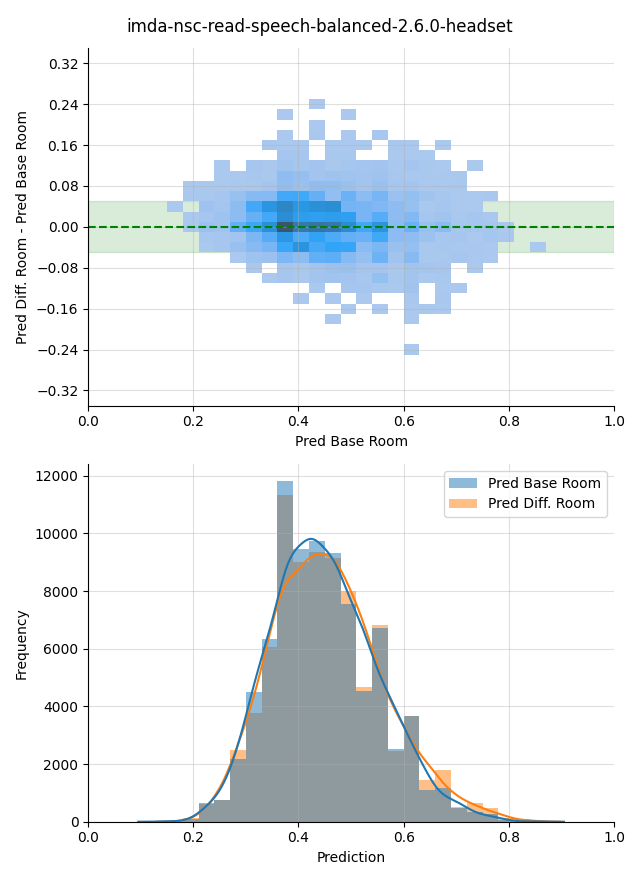 imda-nsc-read-speech-balanced-2.6.0-headset
Pred Diff. Room - Pred Base Room
0.32
0.24
0.16
0.08
0.00
−0.08
−0.16
−0.24
−0.32
0.0 0.2 0.4 0.6 0.8 1.0
Pred Base Room
Frequency
12000
10000
8000
6000
4000
2000
0
Pred Base Room
Pred Diff. Room
0.0 0.2 0.4 0.6 0.8 1.0
Prediction